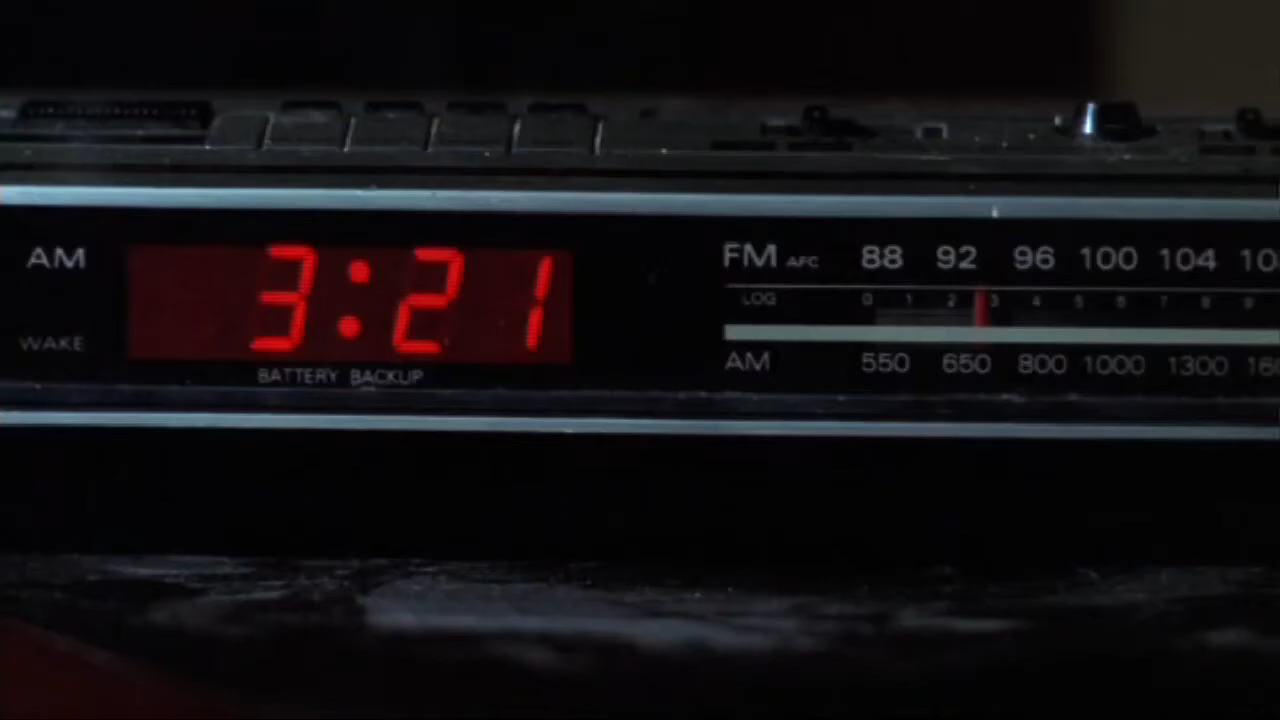 AM
WAKE
3:21
BATTERY BACKUP
FM AFC 88 92 96 100 104
LOG 0 1 2 3 4 5 6 7 8 9
AM 550 650 800 1000 1300